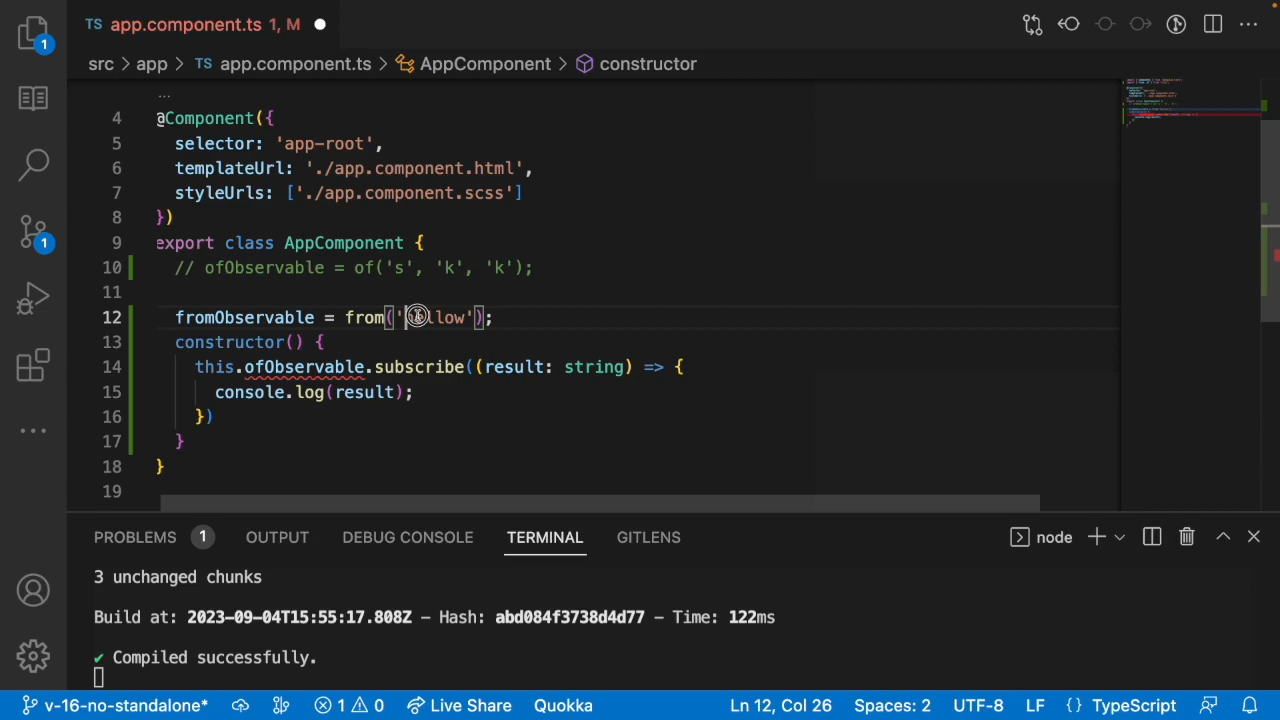 TS app.component.ts 1, M
src > app > TS app.component.ts > AppComponent > constructor
...
4 @Component({
5 selector: 'app-root',
6 templateUrl: './app.component.html',
7 styleUrls: ['./app.component.scss']
8 })
9 export class AppComponent {
10 // ofObservable = of('s', 'k', 'k');
11
12 fromObservable = from('hellow');
13 constructor() {
14 this.ofObservable.subscribe((result: string) => {
15 console.log(result);
16 })
17 }
18 }
19
1
1
PROBLEMS 1 OUTPUT DEBUG CONSOLE TERMINAL GITLENS node
3 unchanged chunks
Build at: 2023-09-04T15:55:17.808Z - Hash: abd084f3738d4d77 - Time: 122ms
✔ Compiled successfully.
v-16-no-standalone* 1 0 Live Share Quokka Ln 12, Col 26 Spaces: 2 UTF-8 LF {} TypeScript